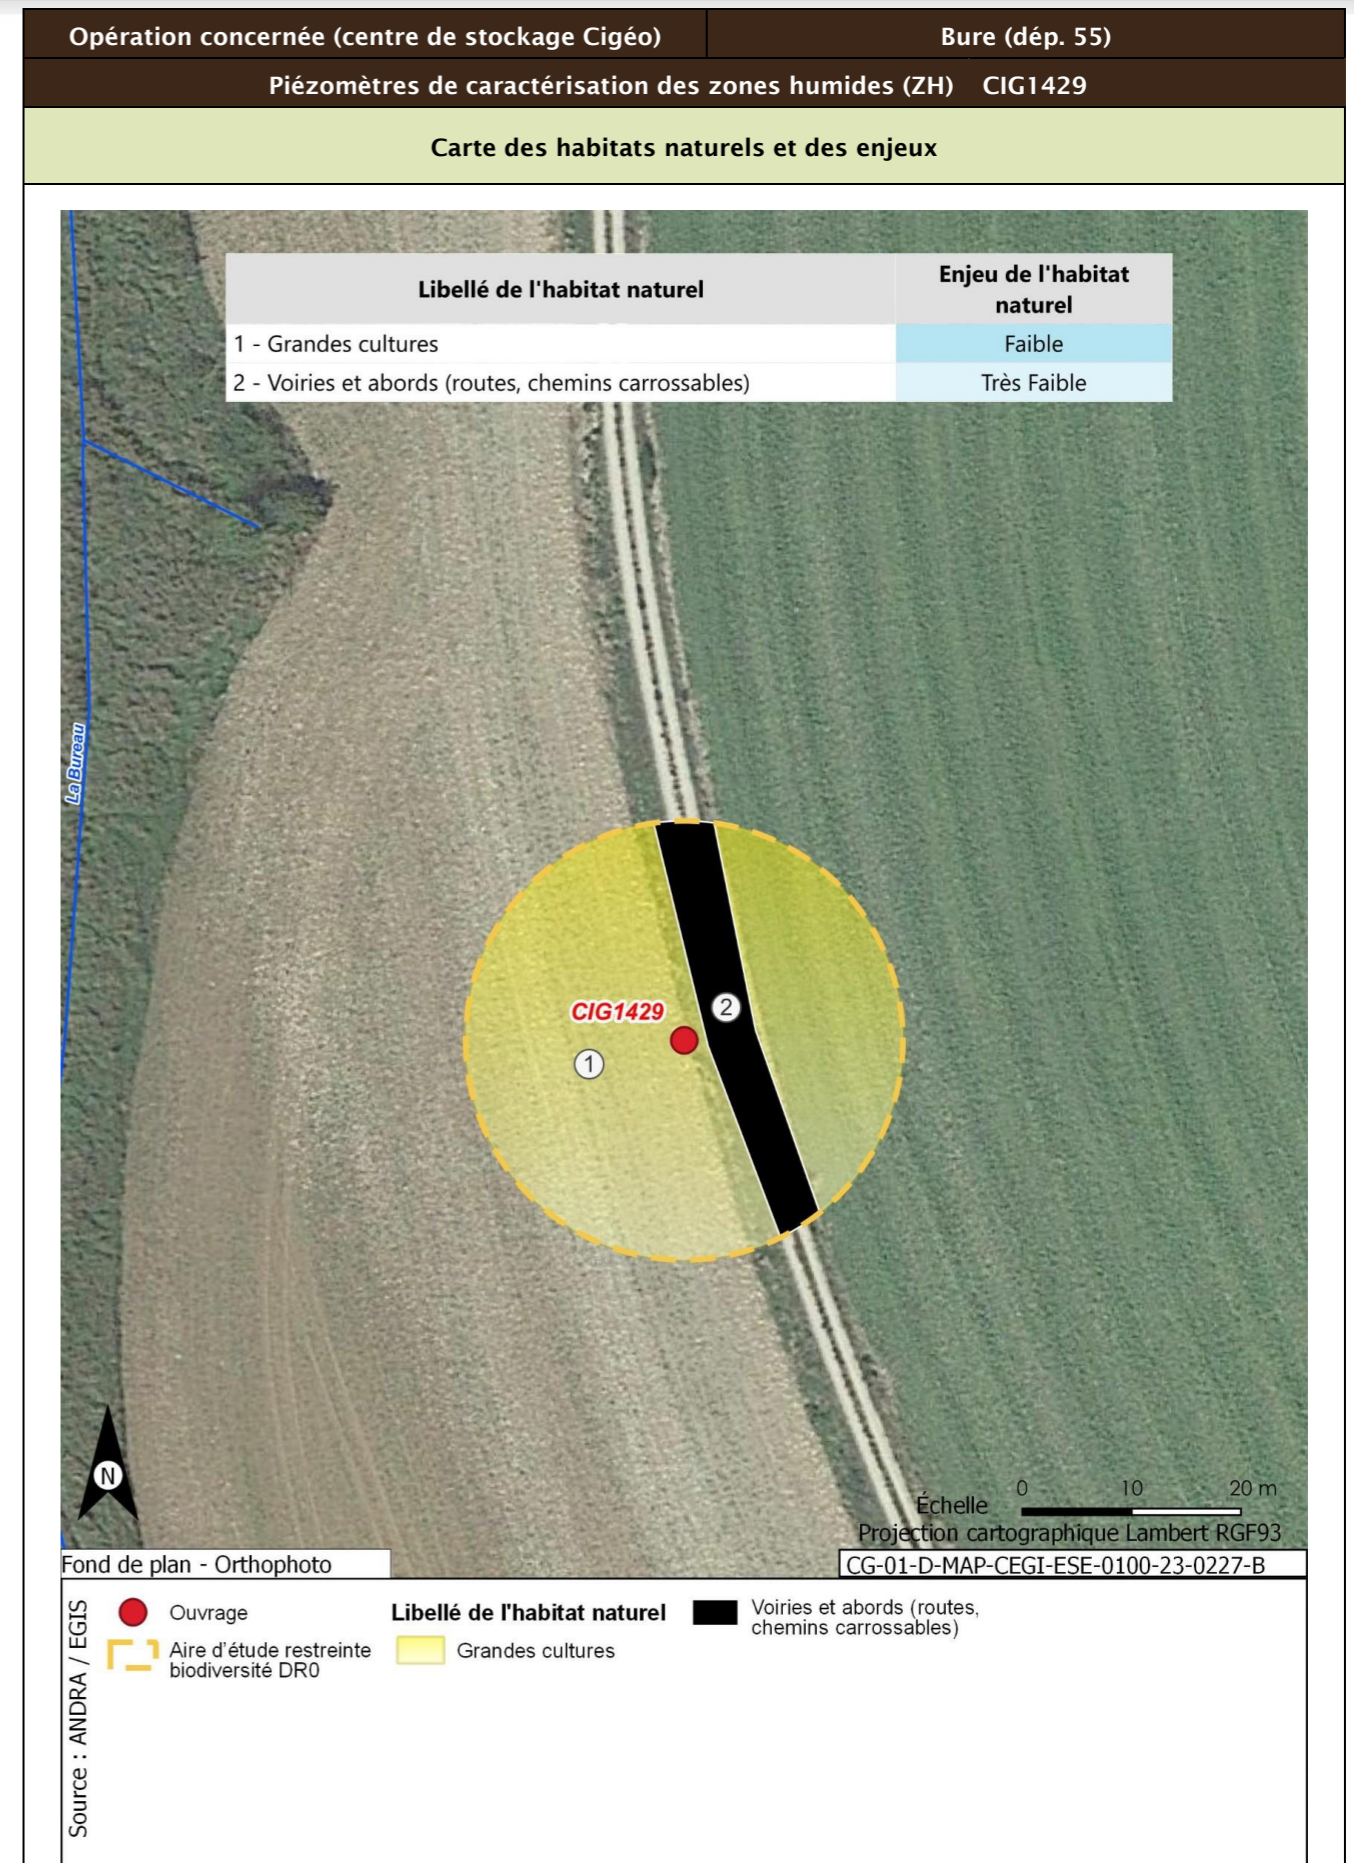 Opération concernée (centre de stockage Cigéo)
Bure (dép. 55)
Piézomètres de caractérisation des zones humides (ZH) CIG1429
Carte des habitats naturels et des enjeux
Libellé de l'habitat naturel
Enjeu de l'habitat
naturel
1 - Grandes cultures
Faible
2 - Voiries et abords (routes, chemins carrossables)
Très Faible
La Bureau
CIG1429
2
1
N
0 10 20 m
Échelle
Projection cartographique Lambert RGF93
Fond de plan - Orthophoto
CG-01-D-MAP-CEGI-ESE-0100-23-0227-B
Source : ANDRA / EGIS
Ouvrage
Aire d'étude restreinte
biodiversité DR0
Libellé de l'habitat naturel
Grandes cultures
Voiries et abords (routes,
chemins carrossables)